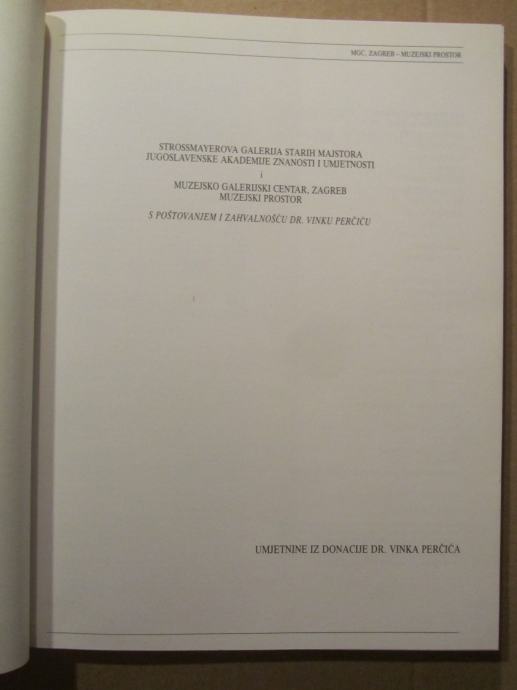 MGC, ZAGREB – MUZEJSKI PROSTOR
STROSSMAYEROVA GALERIJA STARIH MAJSTORA
JUGOSLAVENSKE AKADEMIJE ZNANOSTI I UMJETNOSTI
i
MUZEJSKO GALERIJSKI CENTAR, ZAGREB
MUZEJSKI PROSTOR
S POŠTOVANJEM I ZAHVALNOŠĆU DR. VINKU PERČIĆU
UMJETNINE IZ DONACIJE DR. VINKA PERČIĆA